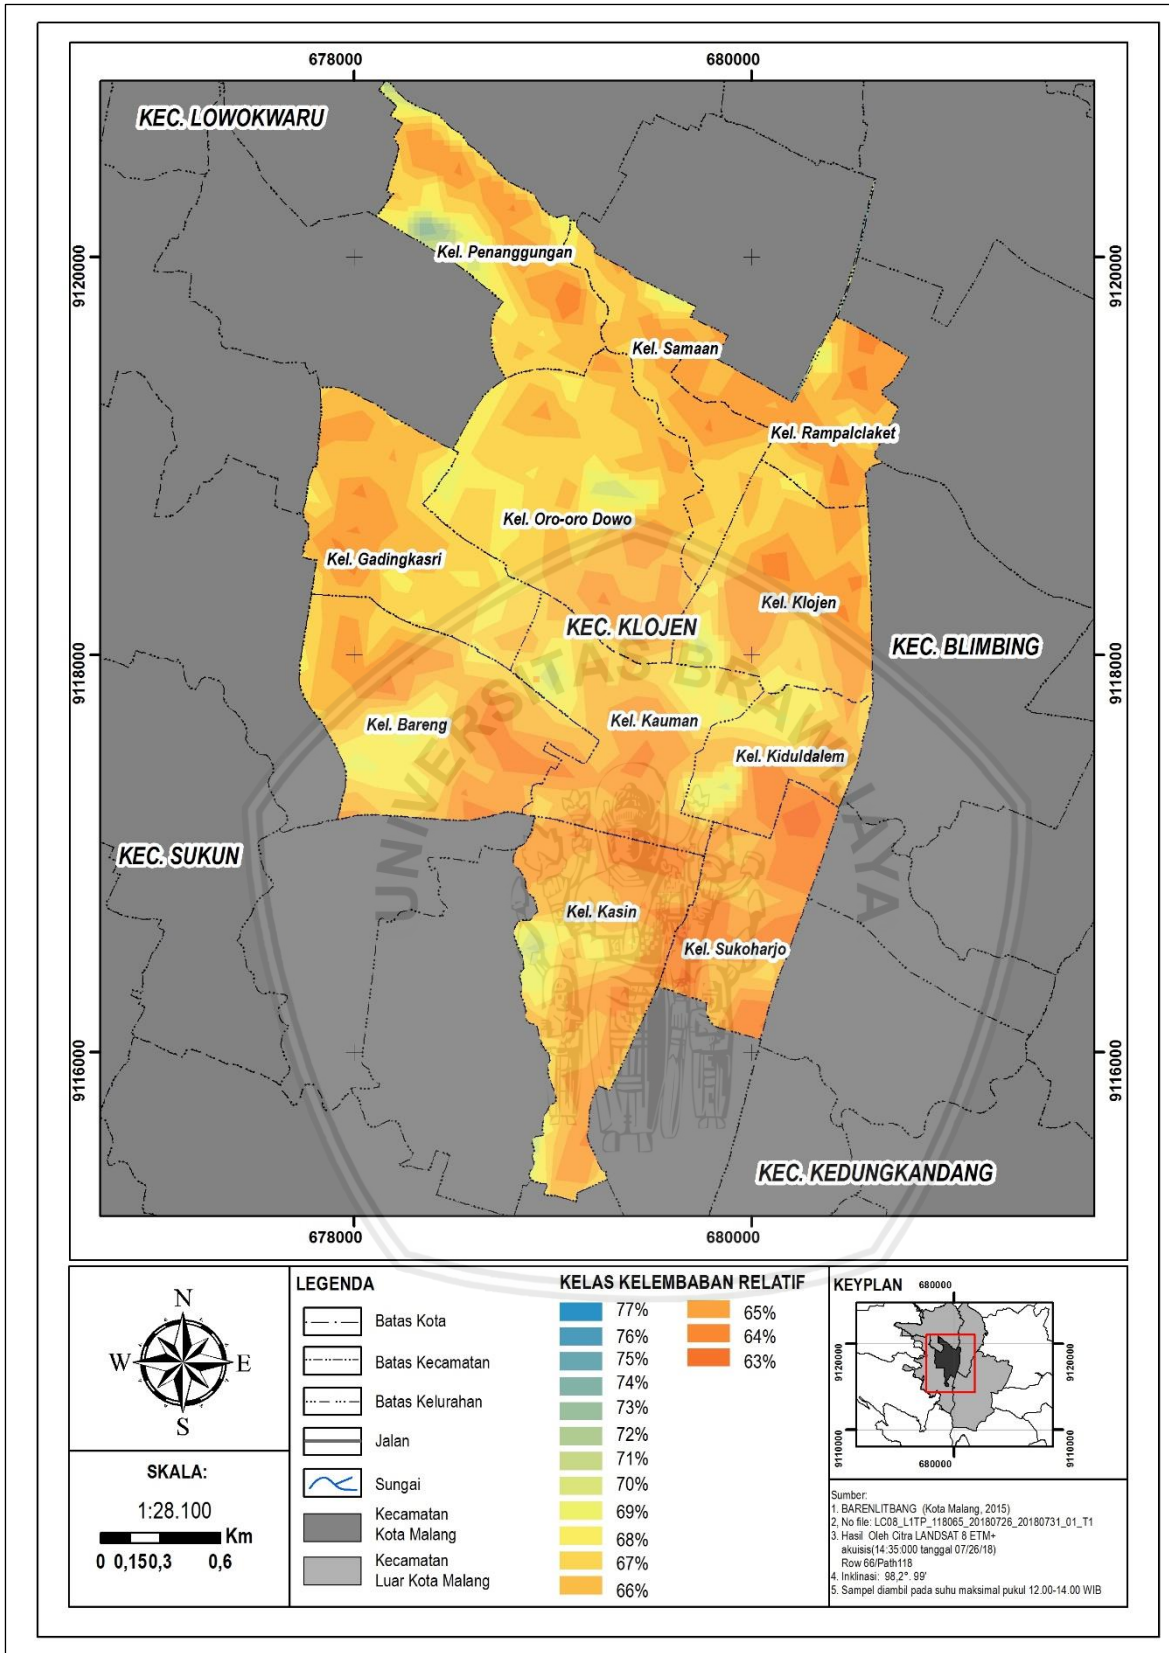 678000
680000
KEC. LOWOKWARU
Kel. Penanggungan
9120000
9120000
Kel. Samaan
Kel. Rampalclaket
Kel. Oro-oro Dowo
Kel. Gadingkasri
Kel. Klojen
KEC. KLOJEN
KEC. BLIMBING
9118000
9118000
UNIVERSITAS BRAWIJAYA
Kel. Bareng
Kel. Kauman
Kel. Kiduldalem
KEC. SUKUN
Kel. Kasin
Kel. Sukoharjo
9116000
9116000
KEC. KEDUNGKANDANG
678000
680000
N
W
E
S
SKALA:
1:28.100
0 0,15 0,3 0,6 Km
LEGENDA
Batas Kota
Batas Kecamatan
Batas Kelurahan
Jalan
Sungai
Kecamatan
Kota Malang
Kecamatan
Luar Kota Malang
KELAS KELEMBABAN RELATIF
77%
76%
75%
74%
73%
72%
71%
70%
69%
68%
67%
66%
65%
64%
63%
KEYPLAN
680000
9120000
9120000
9110000
9110000
680000
Sumber:
1. BARENLITBANG (Kota Malang, 2015)
2, No file: LC08_L1TP_118065_20180726_20180731_01_T1
3. Hasil Oleh Citra LANDSAT 8 ETM+
akuisis(14:35:000 tanggal 07/26/18)
Row 66/Path118
4. Inklinasi: 98,2°. 99'
5. Sampel diambil pada suhu maksimal pukul 12.00-14.00 WIB